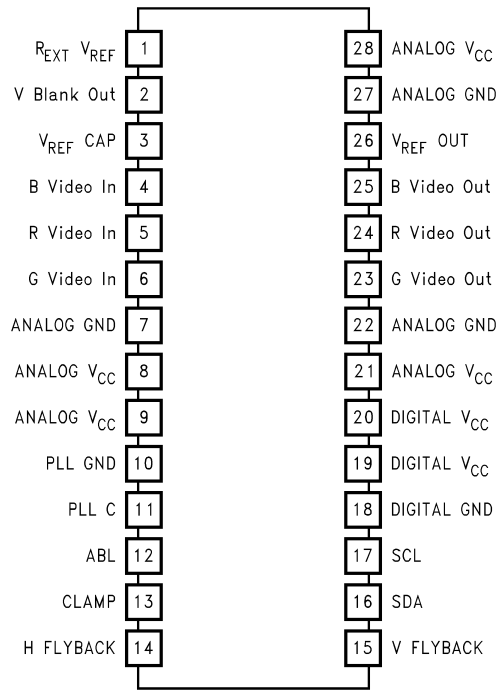 R_EXT V_REF 1 28 ANALOG V_CC
V Blank Out 2 27 ANALOG GND
V_REF CAP 3 26 V_REF OUT
B Video In 4 25 B Video Out
R Video In 5 24 R Video Out
G Video In 6 23 G Video Out
ANALOG GND 7 22 ANALOG GND
ANALOG V_CC 8 21 ANALOG V_CC
ANALOG V_CC 9 20 DIGITAL V_CC
PLL GND 10 19 DIGITAL V_CC
PLL C 11 18 DIGITAL GND
ABL 12 17 SCL
CLAMP 13 16 SDA
H FLYBACK 14 15 V FLYBACK